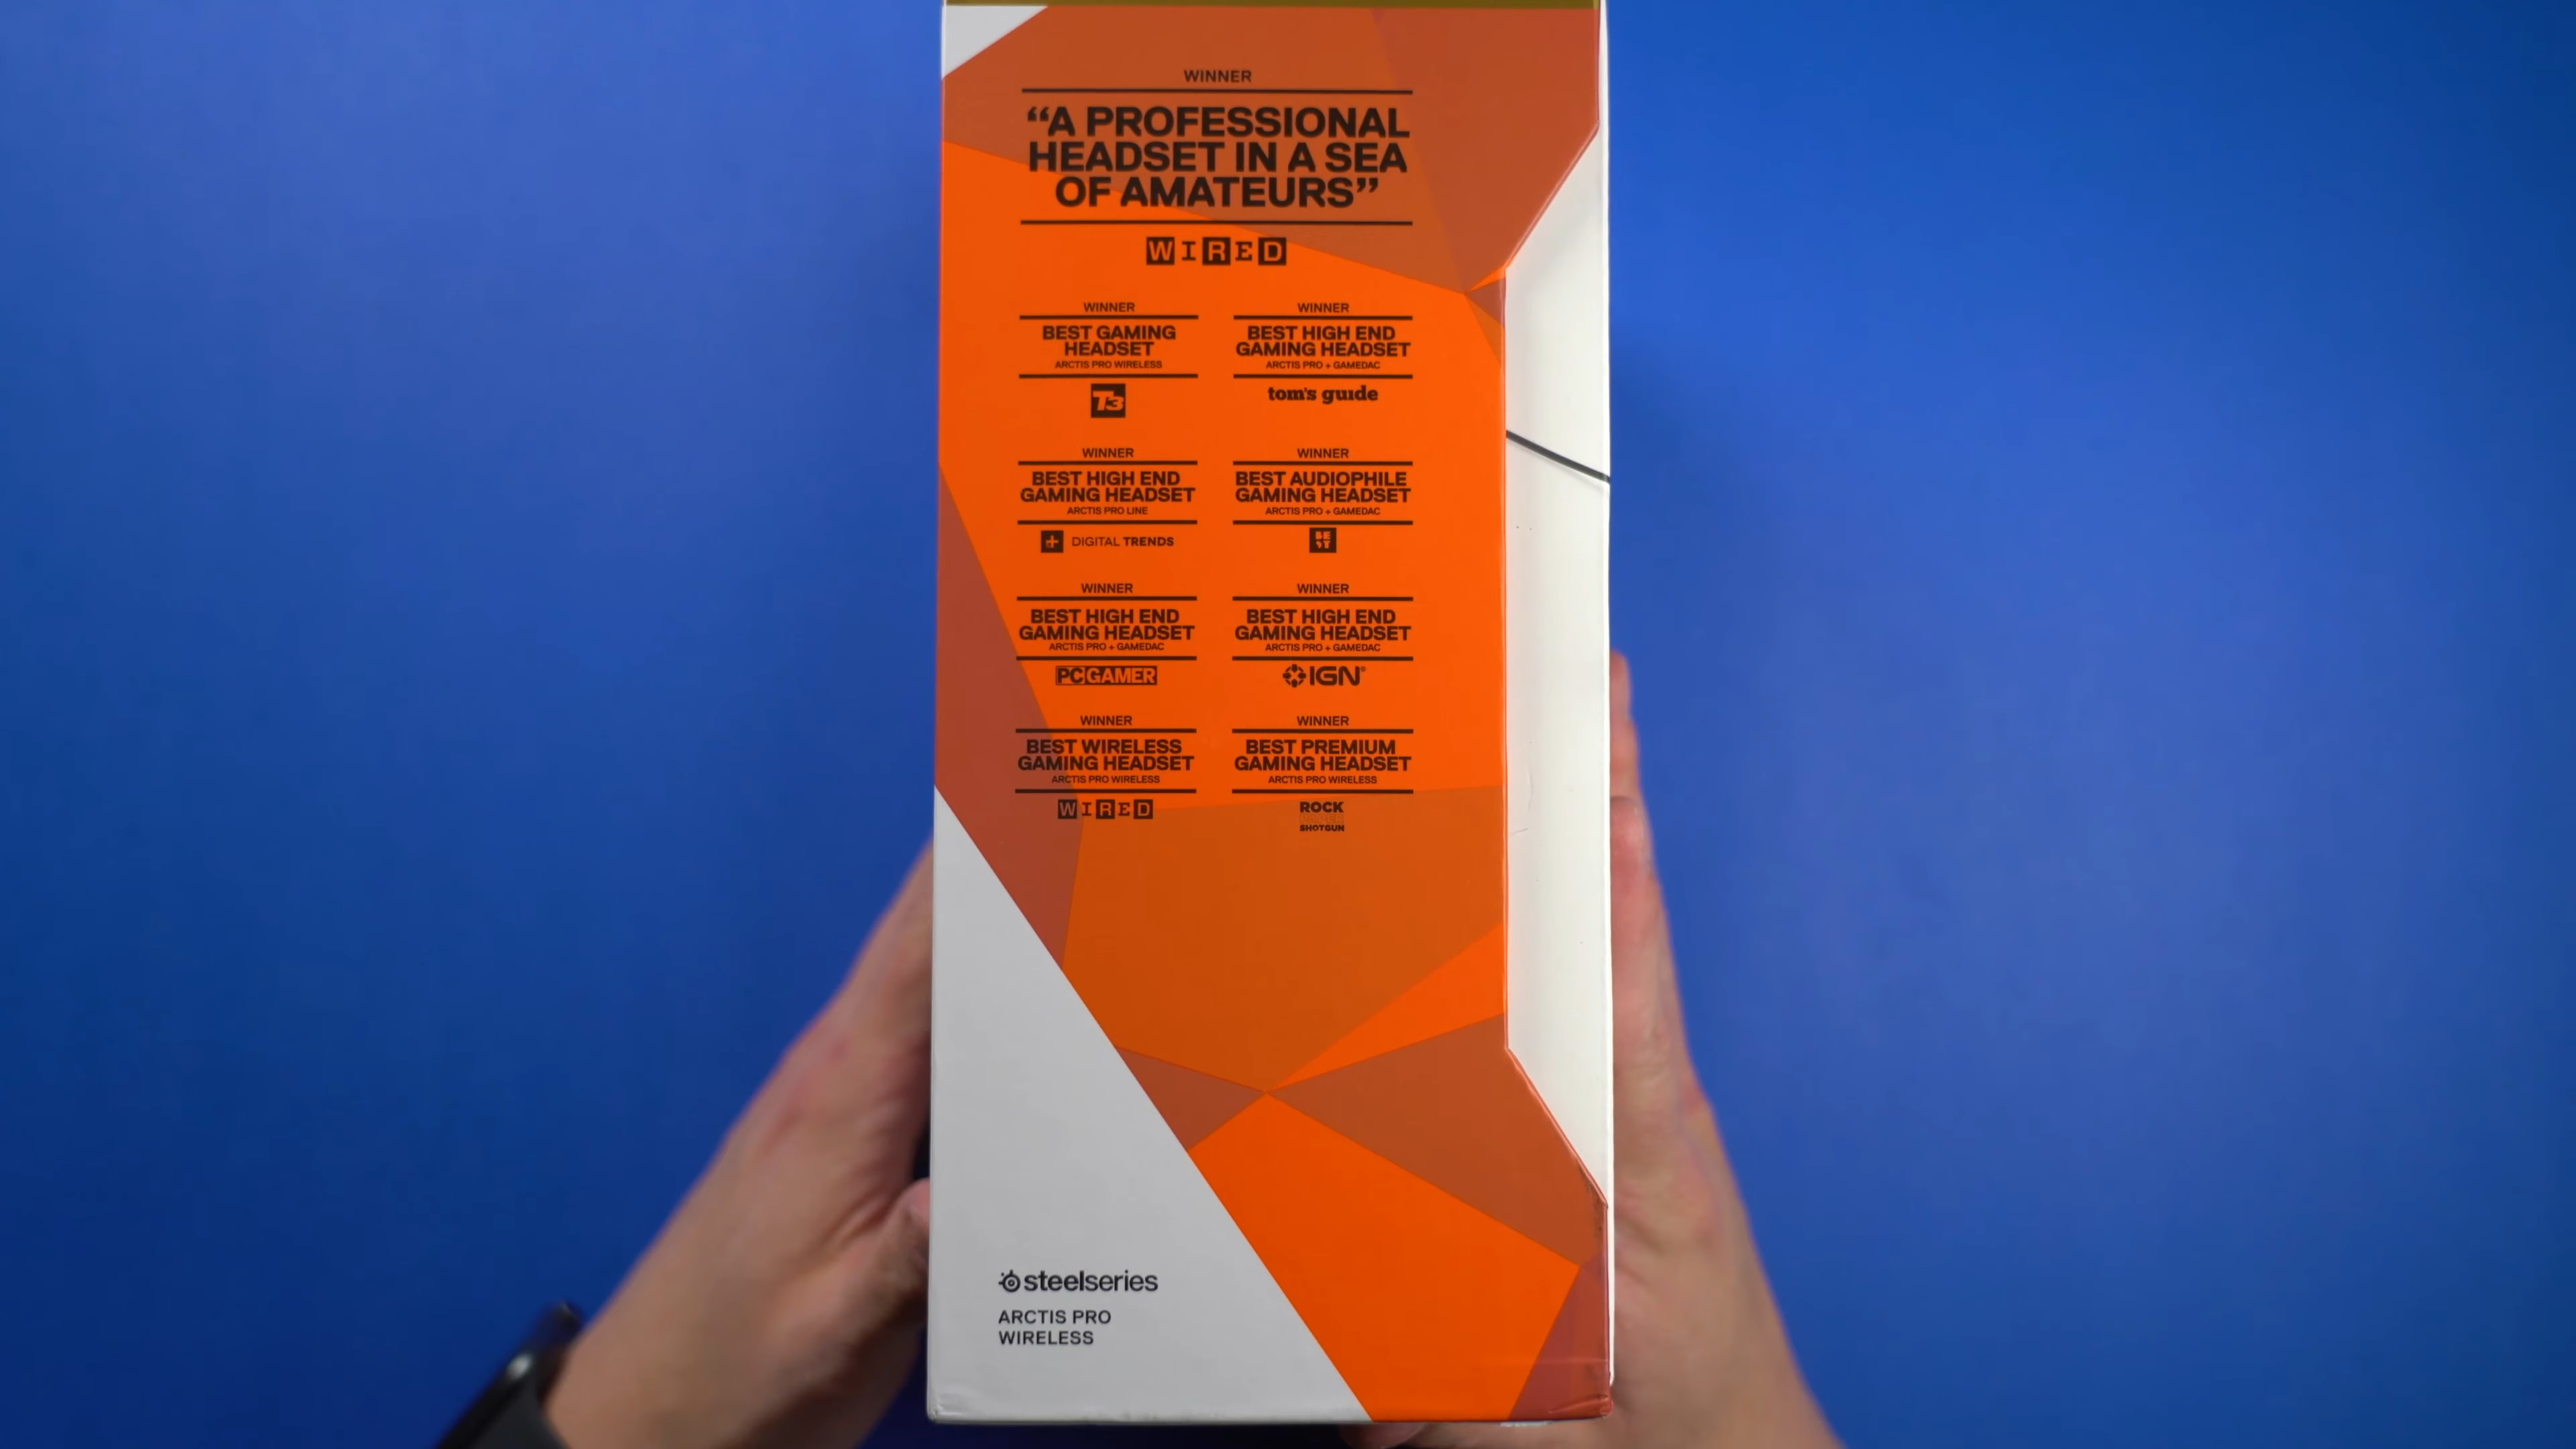 WINNER
“A PROFESSIONAL
HEADSET IN A SEA
OF AMATEURS”
WIRED
WINNER
BEST GAMING
HEADSET
ARCTIS PRO WIRELESS
T3
WINNER
BEST HIGH END
GAMING HEADSET
ARCTIS PRO + GAMEDAC
tom's guide
WINNER
BEST HIGH END
GAMING HEADSET
ARCTIS PRO LINE
DIGITAL TRENDS
WINNER
BEST AUDIOPHILE
GAMING HEADSET
ARCTIS PRO + GAMEDAC
BE
ST
WINNER
BEST HIGH END
GAMING HEADSET
ARCTIS PRO + GAMEDAC
PC GAMER
WINNER
BEST HIGH END
GAMING HEADSET
ARCTIS PRO + GAMEDAC
IGN®
WINNER
BEST WIRELESS
GAMING HEADSET
ARCTIS PRO WIRELESS
WIRED
WINNER
BEST PREMIUM
GAMING HEADSET
ARCTIS PRO WIRELESS
ROCK
SHOTGUN
steelseries
ARCTIS PRO
WIRELESS